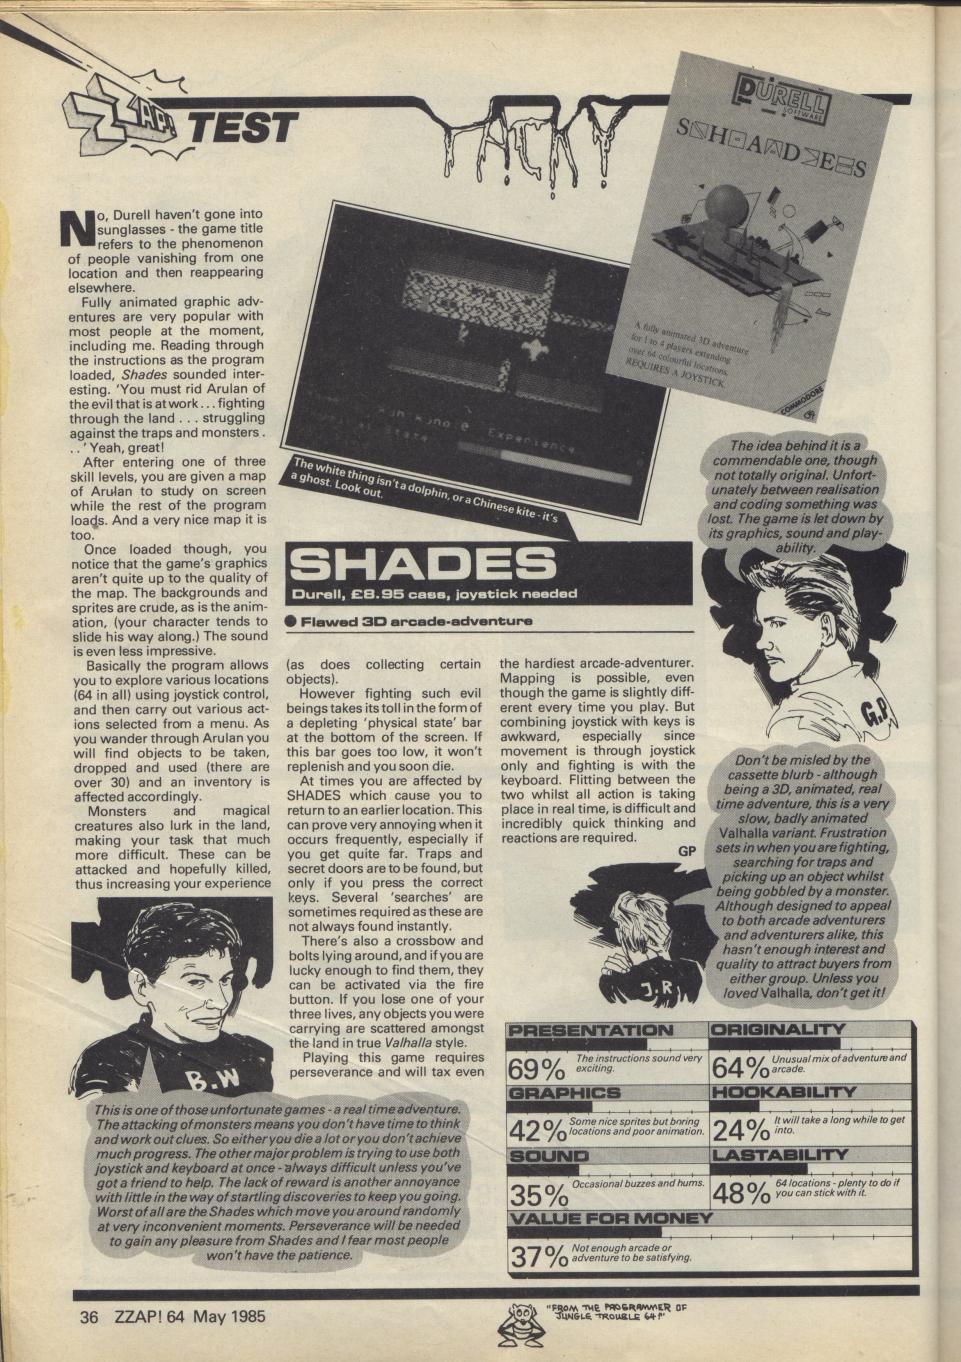 ZZAP! TEST
TACKY
DURELL
SOFTWARE
SHADES
A fully animated 3D adventure
for 1 to 4 players extending
over 64 colourful locations.
REQUIRES A JOYSTICK.
COMMODORE
No, Durell haven't gone into
sunglasses - the game title
refers to the phenomenon
of people vanishing from one
location and then reappearing
elsewhere.
Fully animated graphic adv-
entures are very popular with
most people at the moment,
including me. Reading through
the instructions as the program
loaded, Shades sounded inter-
esting. 'You must rid Arulan of
the evil that is at work . . . fighting
through the land . . . struggling
against the traps and monsters .
. .' Yeah, great!
After entering one of three
skill levels, you are given a map
of Arulan to study on screen
while the rest of the program
loads. And a very nice map it is
too.
Once loaded though, you
notice that the game's graphics
aren't quite up to the quality of
the map. The backgrounds and
sprites are crude, as is the anim-
ation, (your character tends to
slide his way along.) The sound
is even less impressive.
Basically the program allows
you to explore various locations
(64 in all) using joystick control,
and then carry out various act-
ions selected from a menu. As
you wander through Arulan you
will find objects to be taken,
dropped and used (there are
over 30) and an inventory is
affected accordingly.
Monsters and magical
creatures also lurk in the land,
making your task that much
more difficult. These can be
attacked and hopefully killed,
thus increasing your experience
Experience
State
The white thing isn't a dolphin, or a Chinese kite - it's
a ghost. Look out.
SHADES
Durell, £8.95 cass, joystick needed
● Flawed 3D arcade-adventure
(as does collecting certain
objects).
However fighting such evil
beings takes its toll in the form of
a depleting 'physical state' bar
at the bottom of the screen. If
this bar goes too low, it won't
replenish and you soon die.
At times you are affected by
SHADES which cause you to
return to an earlier location. This
can prove very annoying when it
occurs frequently, especially if
you get quite far. Traps and
secret doors are to be found, but
only if you press the correct
keys. Several 'searches' are
sometimes required as these are
not always found instantly.
There's also a crossbow and
bolts lying around, and if you are
lucky enough to find them, they
can be activated via the fire
button. If you lose one of your
three lives, any objects you were
carrying are scattered amongst
the land in true Valhalla style.
Playing this game requires
perseverance and will tax even
the hardiest arcade-adventurer.
Mapping is possible, even
though the game is slightly diff-
erent every time you play. But
combining joystick with keys is
awkward, especially since
movement is through joystick
only and fighting is with the
keyboard. Flitting between the
two whilst all action is taking
place in real time, is difficult and
incredibly quick thinking and
reactions are required.
GP
The idea behind it is a
commendable one, though
not totally original. Unfort-
unately between realisation
and coding something was
lost. The game is let down by
its graphics, sound and play-
ability.
G.P
Don't be misled by the
cassette blurb - although
being a 3D, animated, real
time adventure, this is a very
slow, badly animated
Valhalla variant. Frustration
sets in when you are fighting,
searching for traps and
picking up an object whilst
being gobbled by a monster.
Although designed to appeal
to both arcade adventurers
and adventurers alike, this
hasn't enough interest and
quality to attract buyers from
either group. Unless you
loved Valhalla, don't get it!
J.R
B.W
This is one of those unfortunate games - a real time adventure.
The attacking of monsters means you don't have time to think
and work out clues. So either you die a lot or you don't achieve
much progress. The other major problem is trying to use both
joystick and keyboard at once - always difficult unless you've
got a friend to help. The lack of reward is another annoyance
with little in the way of startling discoveries to keep you going.
Worst of all are the Shades which move you around randomly
at very inconvenient moments. Perseverance will be needed
to gain any pleasure from Shades and I fear most people
won't have the patience.
PRESENTATION
69% The instructions sound very
exciting.
ORIGINALITY
64% Unusual mix of adventure and
arcade.
GRAPHICS
42% Some nice sprites but boring
locations and poor animation.
HOOKABILITY
24% It will take a long while to get
into.
SOUND
35% Occasional buzzes and hums.
LASTABILITY
48% 64 locations - plenty to do if
you can stick with it.
VALUE FOR MONEY
37% Not enough arcade or
adventure to be satisfying.
36 ZZAP! 64 May 1985
"FROM THE PROGRAMMER OF
JUNGLE TROUBLE 64!"